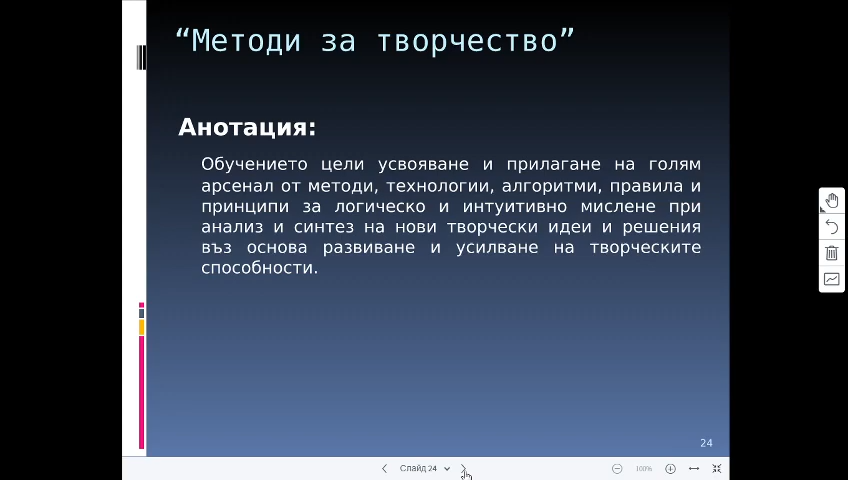 “Методи за творчество”
Анотация:
Обучението цели усвояване и прилагане на голям
арсенал от методи, технологии, алгоритми, правила и
принципи за логическо и интуитивно мислене при
анализ и синтез на нови творчески идеи и решения
въз основа развиване и усилване на творческите
способности.
24
Слайд 24
100%